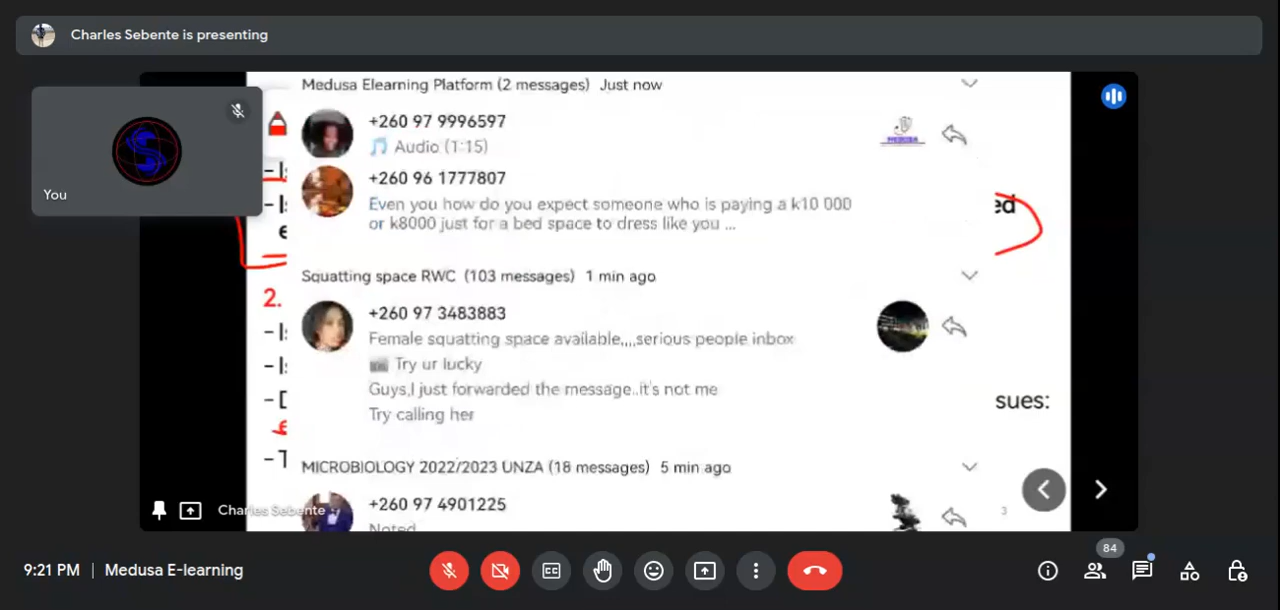 Charles Sebente is presenting
Medusa Elearning Platform (2 messages) Just now
+260 97 9996597
Audio (1:15)
MEDUSA
+260 96 1777807
You
Even you how do you expect someone who is paying a k10 000
or k8000 just for a bed space to dress like you ...
ed
Squatting space RWC (103 messages) 1 min ago
2.
+260 97 3483883
Female squatting space available,,,,serious people inbox
Try ur lucky
Guys,I just forwarded the message..it's not me
sues:
Try calling her
MICROBIOLOGY 2022/2023 UNZA (18 messages) 5 min ago
+260 97 4901225
Charles Sebente
Noted
3
9:21 PM | Medusa E-learning
84